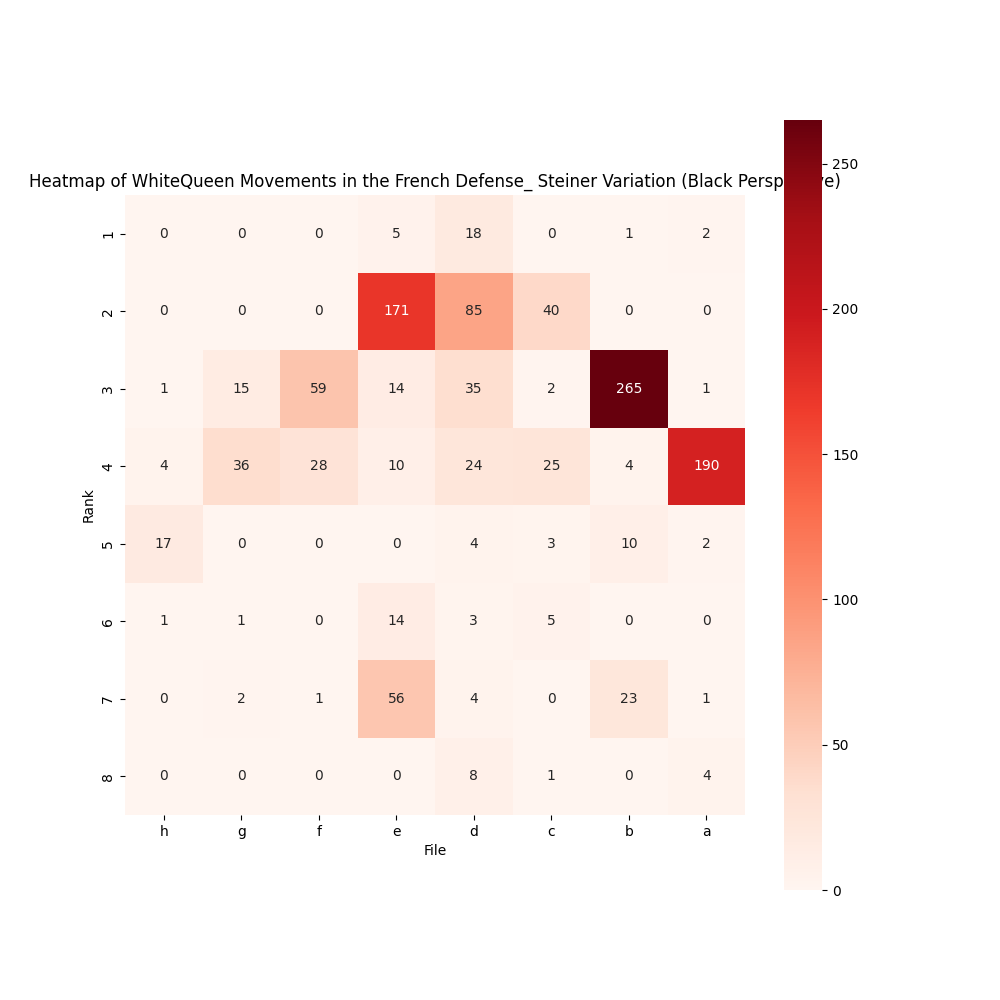 Heatmap of WhiteQueen Movements in the French Defense_ Steiner Variation (Black Persp ve)
1 0 0 0 5 18 0 1 2
2 0 0 0 171 85 40 0 0
3 1 15 59 14 35 2 265 1
4 4 36 28 10 24 25 4 190
Rank
5 17 0 0 0 4 3 10 2
6 1 1 0 14 3 5 0 0
7 0 2 1 56 4 0 23 1
8 0 0 0 0 8 1 0 4
h g f e d c b a
File
250
200
150
100
50
0